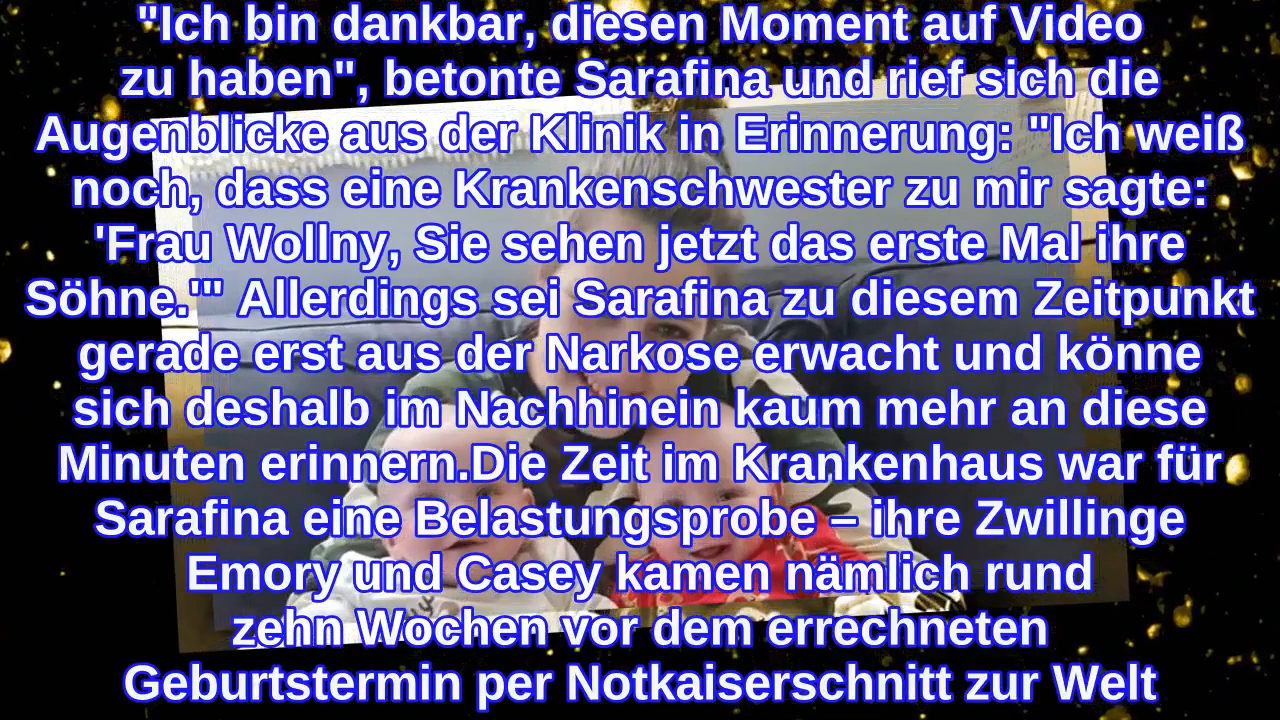 "Ich bin dankbar, diesen Moment auf Video
zu haben", betonte Sarafina und rief sich die
Augenblicke aus der Klinik in Erinnerung: "Ich weiß
noch, dass eine Krankenschwester zu mir sagte:
'Frau Wollny, Sie sehen jetzt das erste Mal ihre
Söhne.'" Allerdings sei Sarafina zu diesem Zeitpunkt
gerade erst aus der Narkose erwacht und könne
sich deshalb im Nachhinein kaum mehr an diese
Minuten erinnern.Die Zeit im Krankenhaus war für
Sarafina eine Belastungsprobe – ihre Zwillinge
Emory und Casey kamen nämlich rund
zehn Wochen vor dem errechneten
Geburtstermin per Notkaiserschnitt zur Welt